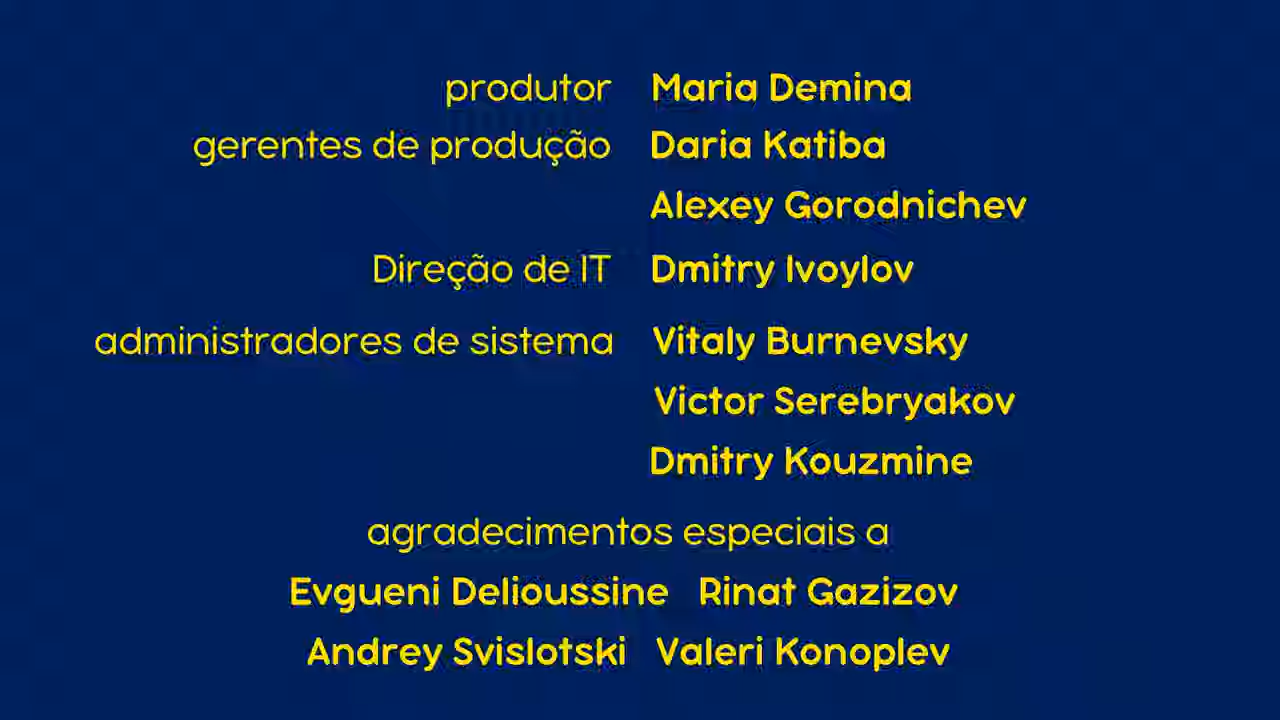 produtor Maria Demina
gerentes de produção Daria Katiba
Alexey Gorodnichev
Direção de IT Dmitry Ivoylov
administradores de sistema Vitaly Burnevsky
Victor Serebryakov
Dmitry Kouzmine
agradecimentos especiais a
Evgueni Delioussine Rinat Gazizov
Andrey Svislotski Valeri Konoplev